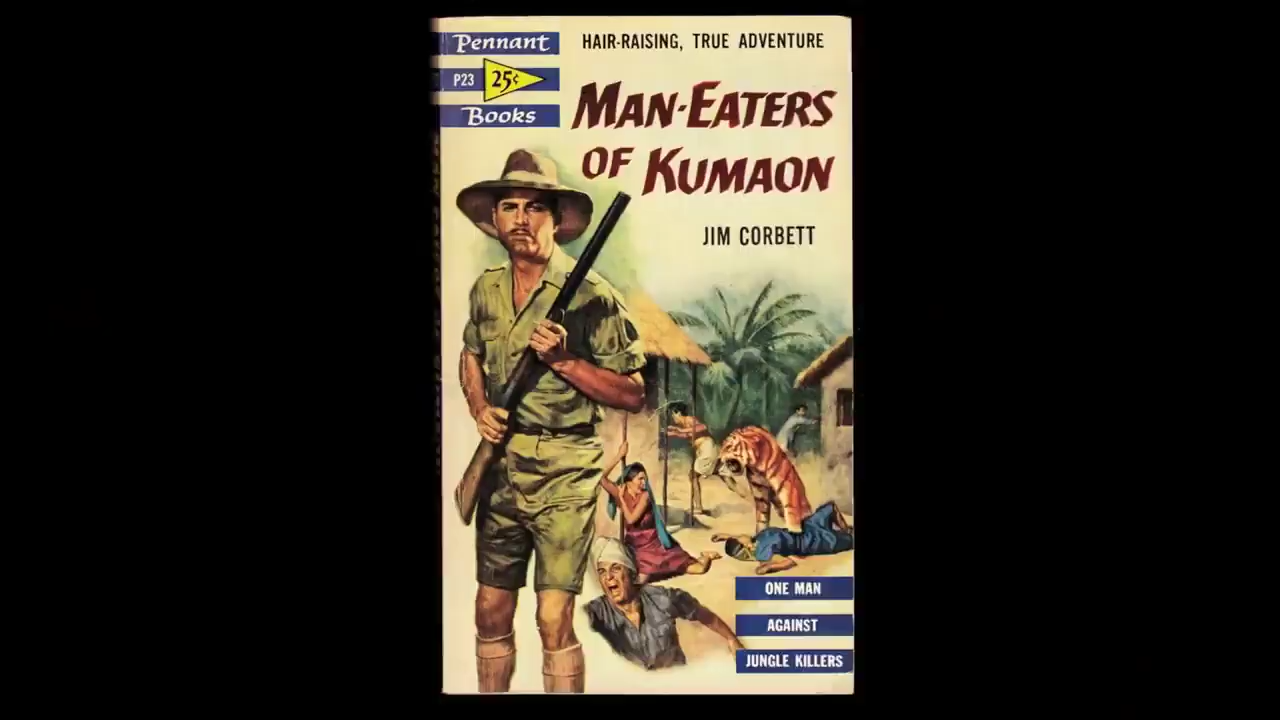 Pennant
P23 25¢
Books
HAIR-RAISING, TRUE ADVENTURE
MAN-EATERS
OF KUMAON
JIM CORBETT
ONE MAN
AGAINST
JUNGLE KILLERS